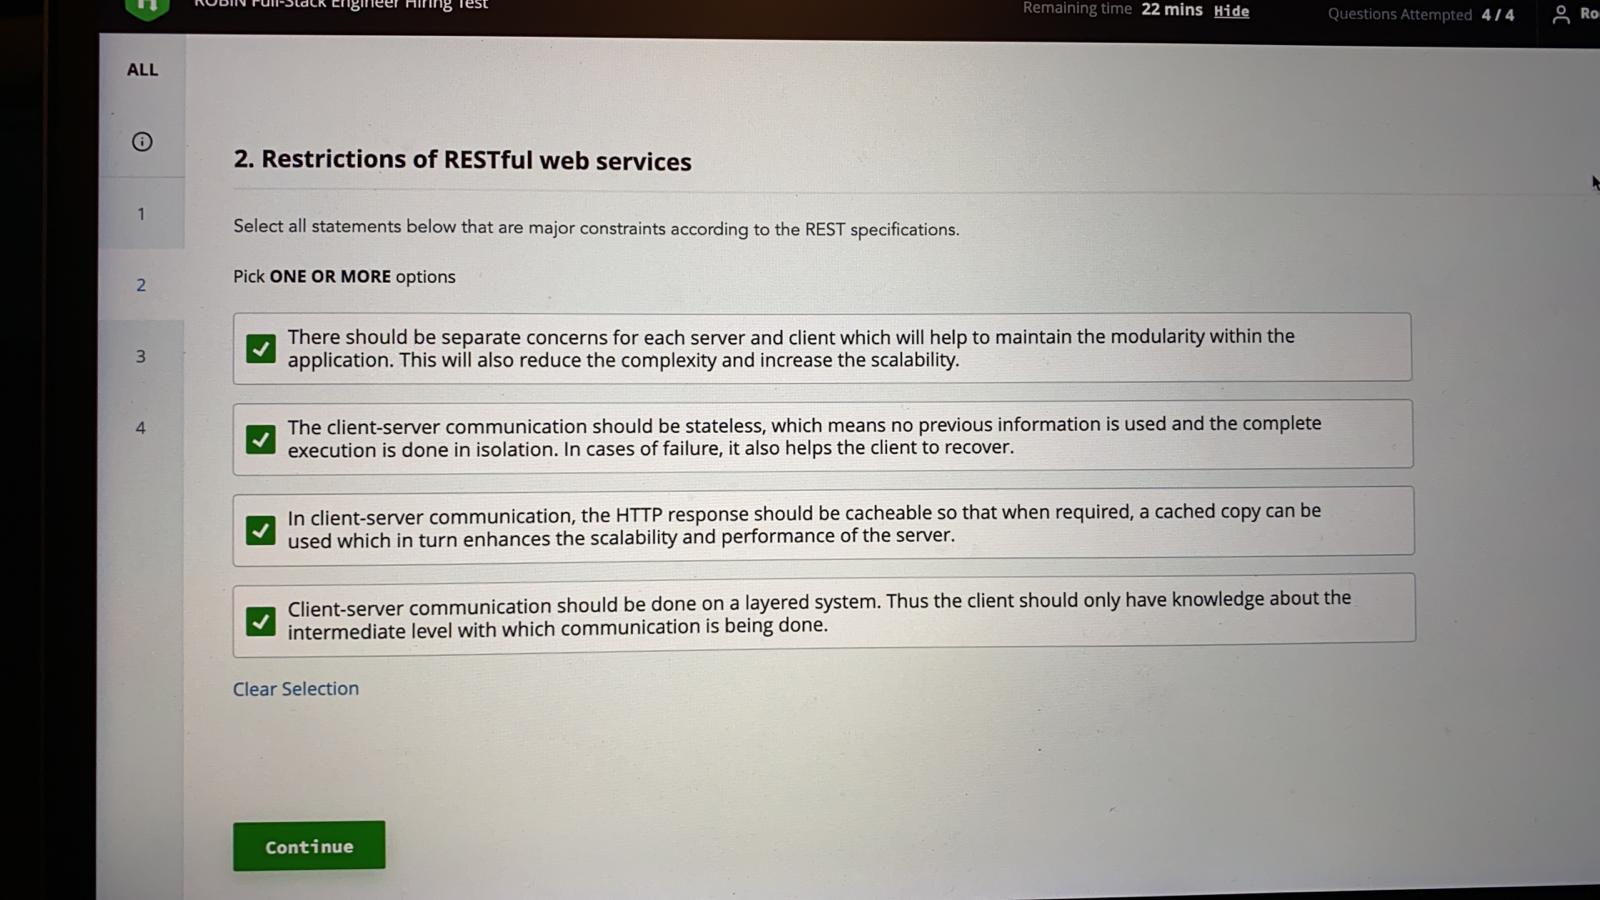 ROBIN Full-Stack Engineer Hiring Test
Remaining time 22 mins Hide
Questions Attempted 4 / 4
ALL
1
2
3
4
2. Restrictions of RESTful web services
Select all statements below that are major constraints according to the REST specifications.
Pick ONE OR MORE options
There should be separate concerns for each server and client which will help to maintain the modularity within the
application. This will also reduce the complexity and increase the scalability.
The client-server communication should be stateless, which means no previous information is used and the complete
execution is done in isolation. In cases of failure, it also helps the client to recover.
In client-server communication, the HTTP response should be cacheable so that when required, a cached copy can be
used which in turn enhances the scalability and performance of the server.
Client-server communication should be done on a layered system. Thus the client should only have knowledge about the
intermediate level with which communication is being done.
Clear Selection
Continue